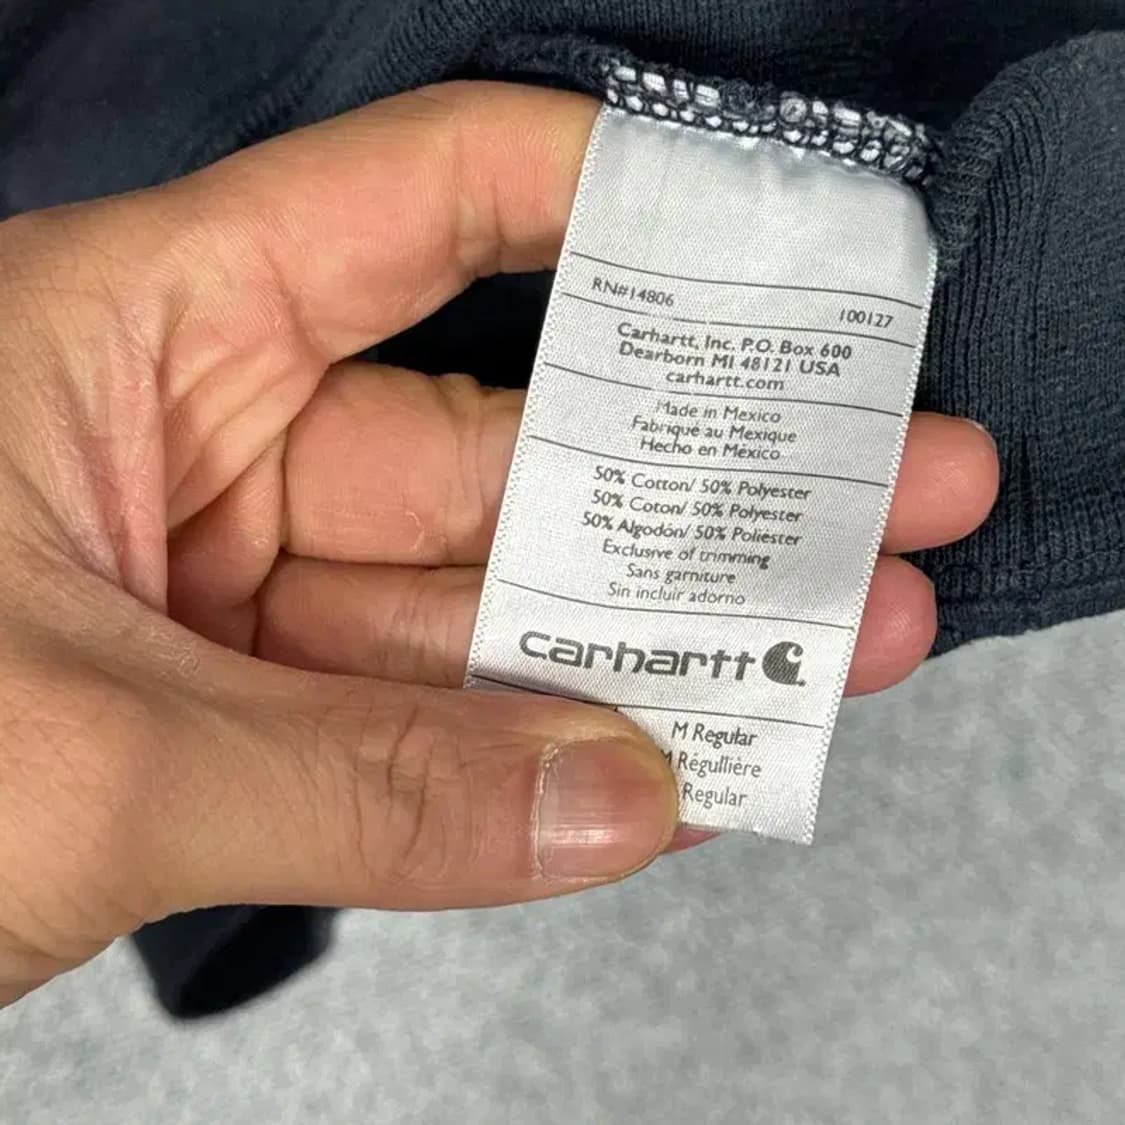 RN#14806 100127
Carhartt, Inc. P.O. Box 600
Dearborn MI 48121 USA
carhartt.com
Made in Mexico
Fabriqué au Mexique
Hecho en México
50% Cotton/ 50% Polyester
50% Coton/ 50% Polyester
50% Algodón/ 50% Poliester
Exclusive of trimming
Sans garniture
Sin incluir adorno
carhartt
M Regular
M Régullière
Regular